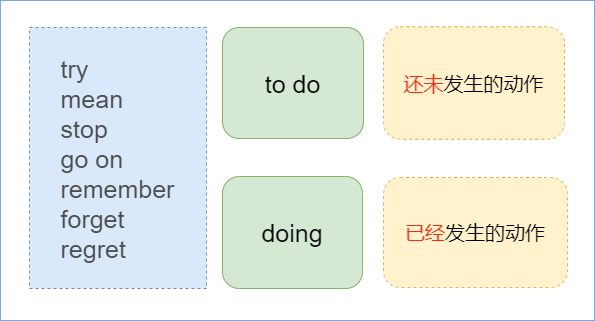 try
mean
stop
go on
remember
forget
regret
to do
还未发生的动作
doing
已经发生的动作